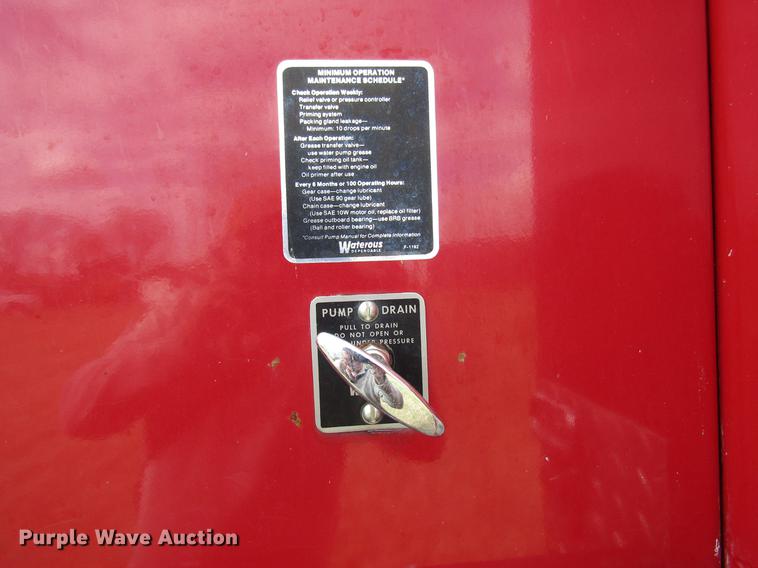 MINIMUM OPERATION
MAINTENANCE SCHEDULE*
Check Operation Weekly:
Relief valve or pressure controller
Transfer valve
Priming system
Packing gland leakage—
Minimum: 10 drops per minute
After Each Operation:
Grease transfer valve—
use water pump grease
Check priming oil tank—
keep filled with engine oil
Oil primer after use
Every 6 Months or 100 Operating Hours:
Gear case—change lubricant
(Use SAE 90 gear lube)
Chain case—change lubricant
(Use SAE 10W motor oil, replace oil filter)
Grease outboard bearing—use BRB grease
(Ball and roller bearing)
*Consult Pump Manual for Complete Information
Waterous
DEPENDABLE
F-1192
PUMP DRAIN
PULL TO DRAIN
DO NOT OPEN OR
UNDER PRESSURE
Purple Wave Auction